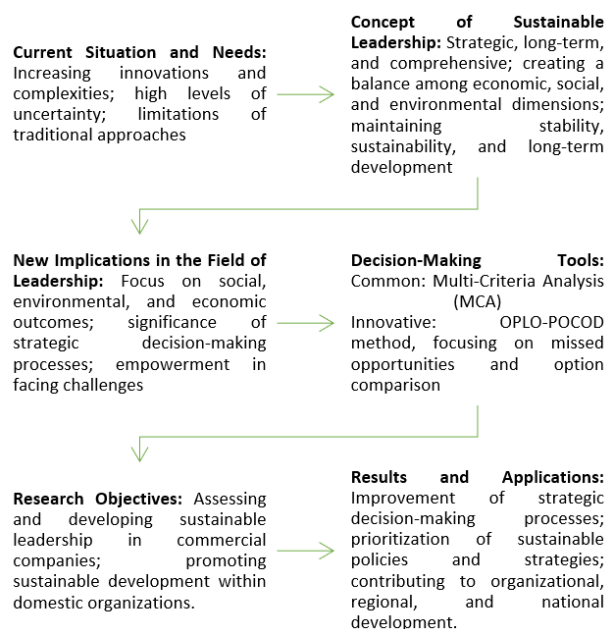 Current Situation and Needs:
Increasing innovations and
complexities; high levels of
uncertainty; limitations of
traditional approaches
Concept of Sustainable
Leadership: Strategic, long-term,
and comprehensive; creating a
balance among economic, social,
and environmental dimensions;
maintaining stability,
sustainability, and long-term
development
New Implications in the Field of
Leadership: Focus on social,
environmental, and economic
outcomes; significance of
strategic decision-making
processes; empowerment in
facing challenges
Decision-Making Tools:
Common: Multi-Criteria Analysis
(MCA)
Innovative: OPLO-POCOD
method, focusing on missed
opportunities and option
comparison
Research Objectives: Assessing
and developing sustainable
leadership in commercial
companies; promoting
sustainable development within
domestic organizations.
Results and Applications:
Improvement of strategic
decision-making processes;
prioritization of sustainable
policies and strategies;
contributing to organizational,
regional, and national
development.